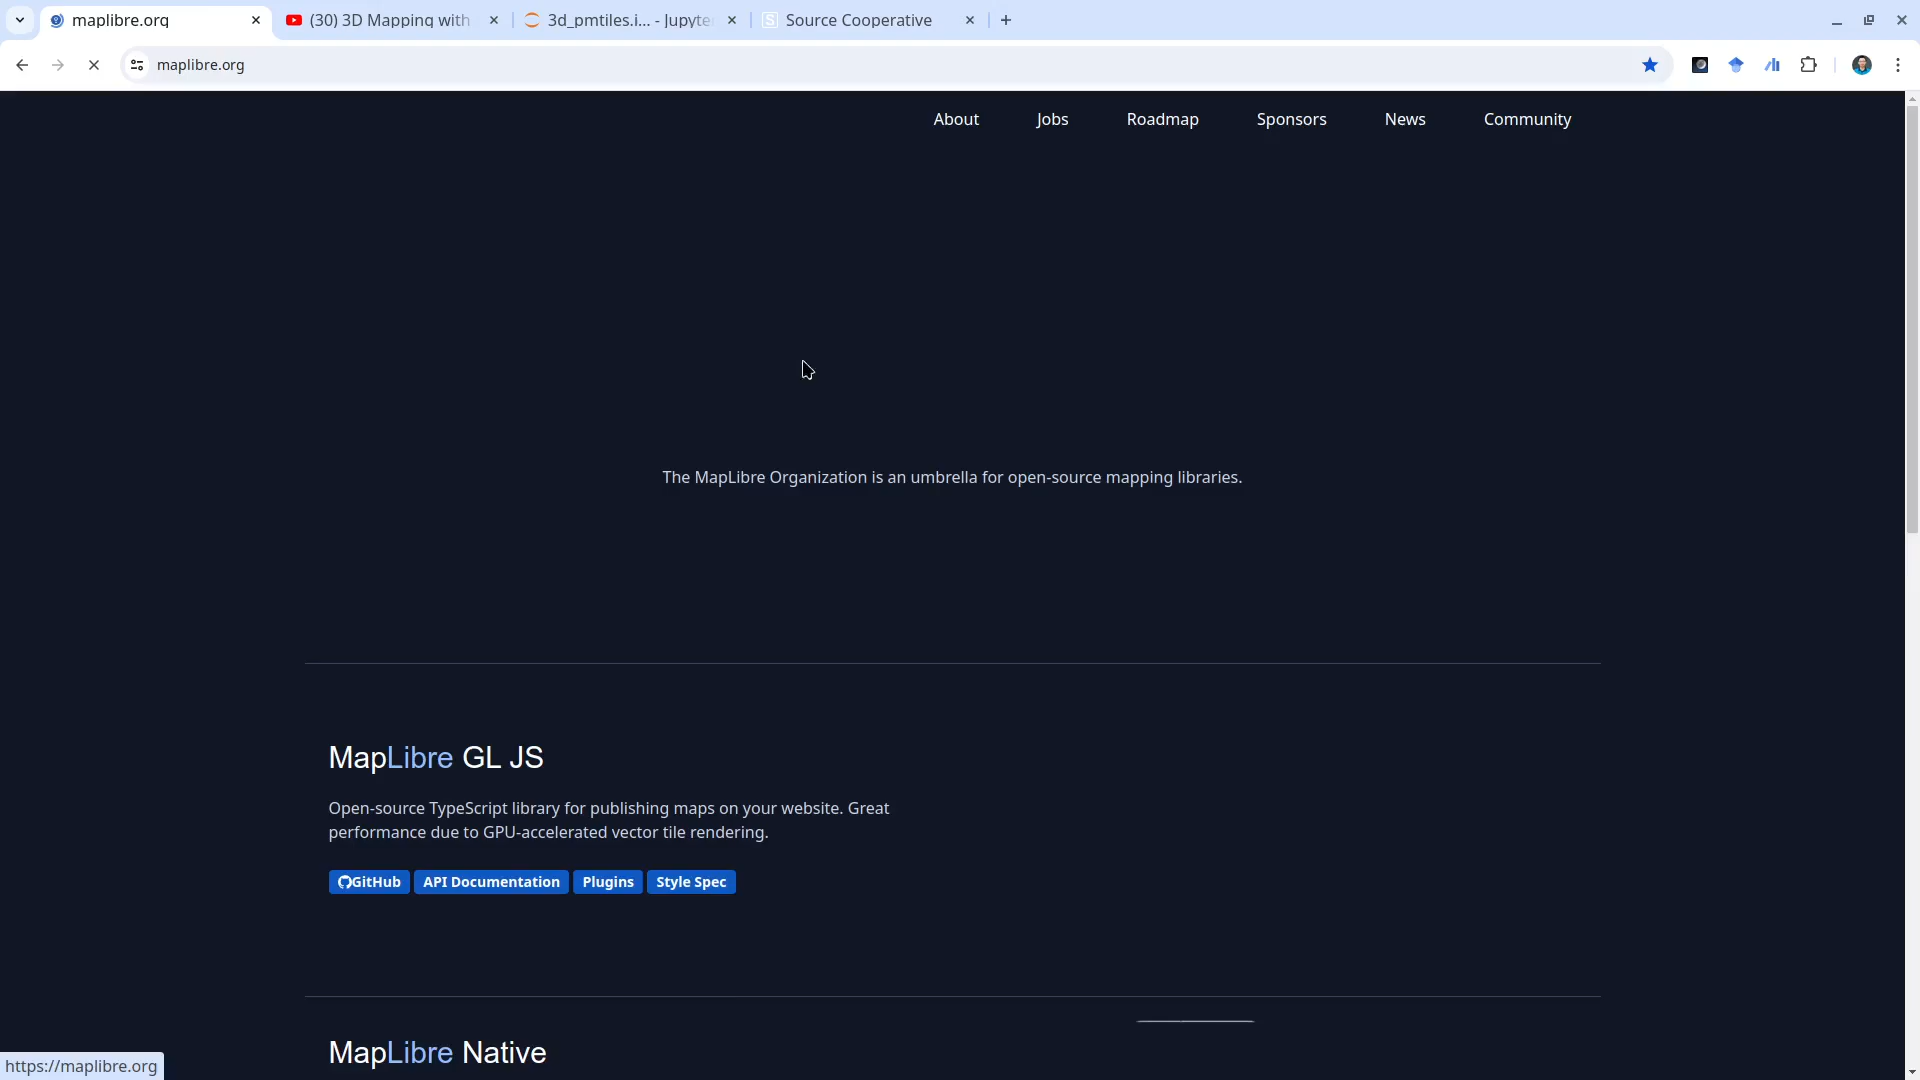 maplibre.org
(30) 3D Mapping with
3d_pmtiles.i... - Jupyte
Source Cooperative
maplibre.org
About
Jobs
Roadmap
Sponsors
News
Community
The MapLibre Organization is an umbrella for open-source mapping libraries.
MapLibre GL JS
Open-source TypeScript library for publishing maps on your website. Great
performance due to GPU-accelerated vector tile rendering.
GitHub
API Documentation
Plugins
Style Spec
MapLibre Native
https://maplibre.org